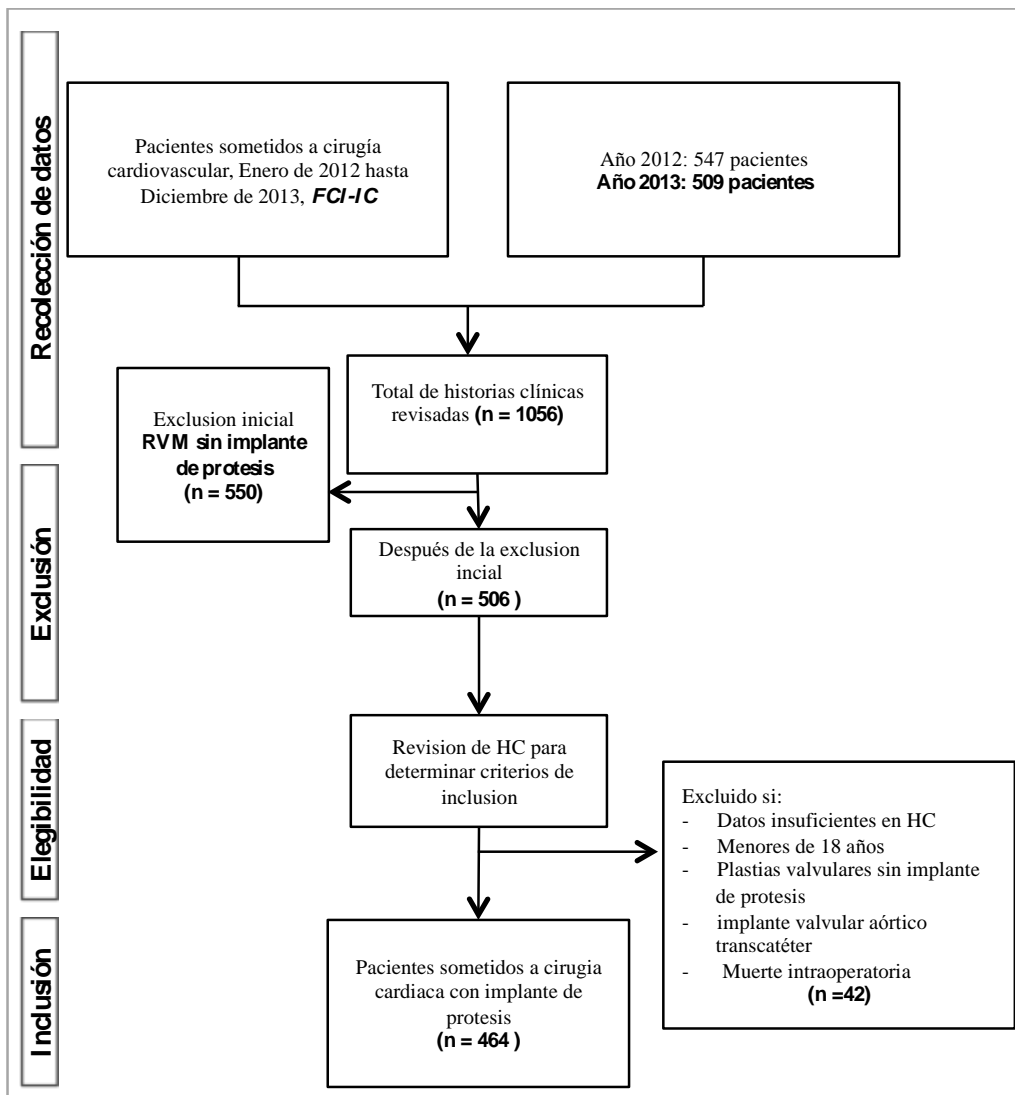 Recolección de datos
Pacientes sometidos a cirugía
cardiovascular, Enero de 2012 hasta
Diciembre de 2013, FCI-IC
Año 2012: 547 pacientes
Año 2013: 509 pacientes
Total de historias clínicas
revisadas (n = 1056)
Exclusion inicial
RVM sin implante
de protesis
(n = 550)
Exclusión
Después de la exclusion
incial
(n = 506 )
Elegibilidad
Revision de HC para
determinar criterios de
inclusion
Excluido si:
- Datos insuficientes en HC
- Menores de 18 años
- Plastias valvulares sin implante
de protesis
- implante valvular aórtico
transcatéter
- Muerte intraoperatoria
(n =42)
Inclusión
Pacientes sometidos a cirugia
cardiaca con implante de
protesis
(n = 464 )